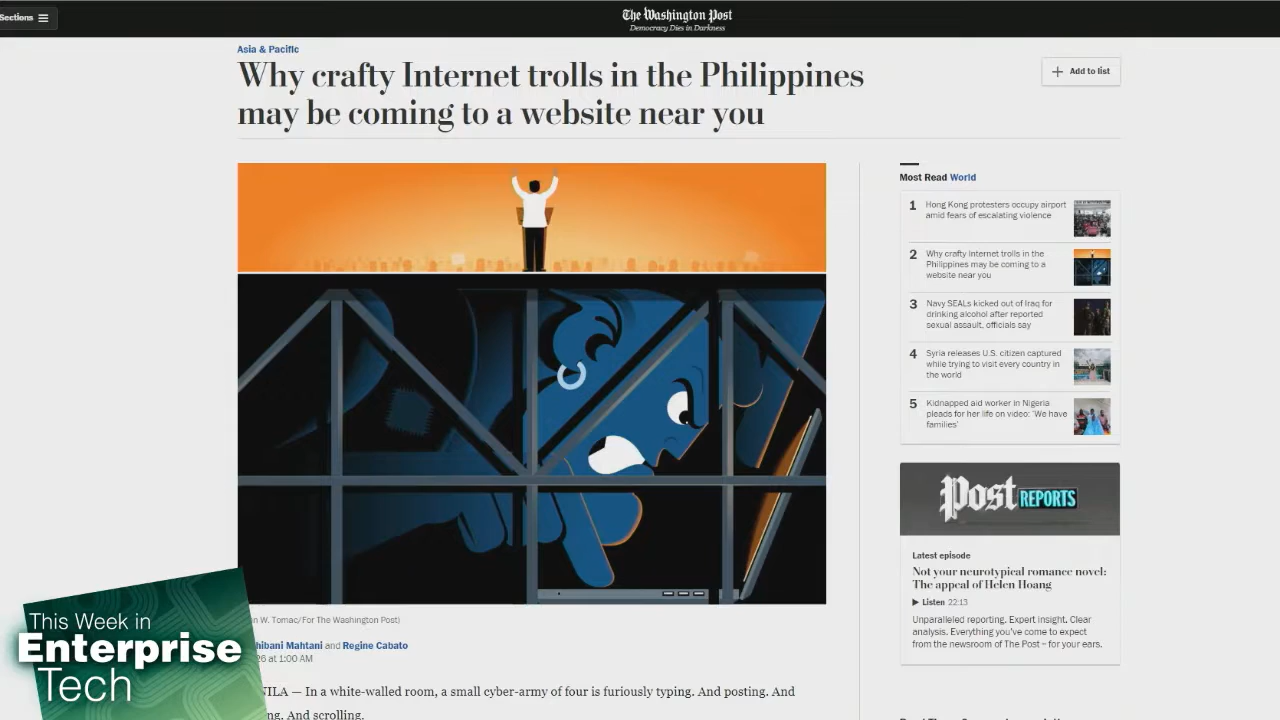 Sections
The Washington Post
Democracy Dies in Darkness
Asia & Pacific
Why crafty Internet trolls in the Philippines
may be coming to a website near you
Add to list
Most Read World
1 Hong Kong protesters occupy airport
amid fears of escalating violence
2 Why crafty Internet trolls in the
Philippines may be coming to a
website near you
3 Navy SEALs kicked out of Iraq for
drinking alcohol after reported
sexual assault, officials say
4 Syria releases U.S. citizen captured
while trying to visit every country in
the world
5 Kidnapped aid worker in Nigeria
pleads for her life on video: 'We have
families'
Post REPORTS
Latest episode
Not your neurotypical romance novel:
The appeal of Helen Hoang
Listen 22:13
Unparalleled reporting. Expert insight. Clear
analysis. Everything you've come to expect
from the newsroom of The Post – for your ears.
W. Tomac/For The Washington Post)
hibani Mahtani and Regine Cabato
26 at 1:00 AM
ILA — In a white-walled room, a small cyber-army of four is furiously typing. And posting. And
ng. And scrolling.
This Week in
Enterprise
Tech